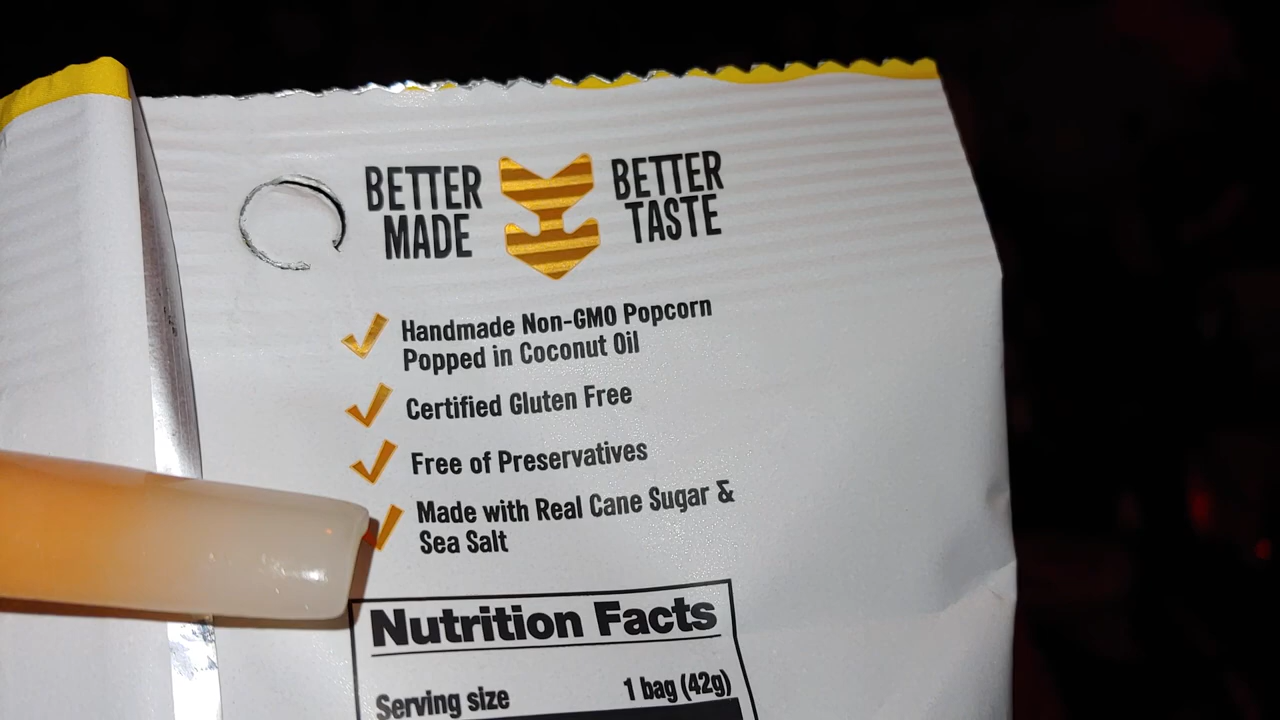 BETTER MADE
BETTER TASTE
Handmade Non-GMO Popcorn
Popped in Coconut Oil
Certified Gluten Free
Free of Preservatives
Made with Real Cane Sugar &
Sea Salt
Nutrition Facts
Serving size 1 bag (42g)